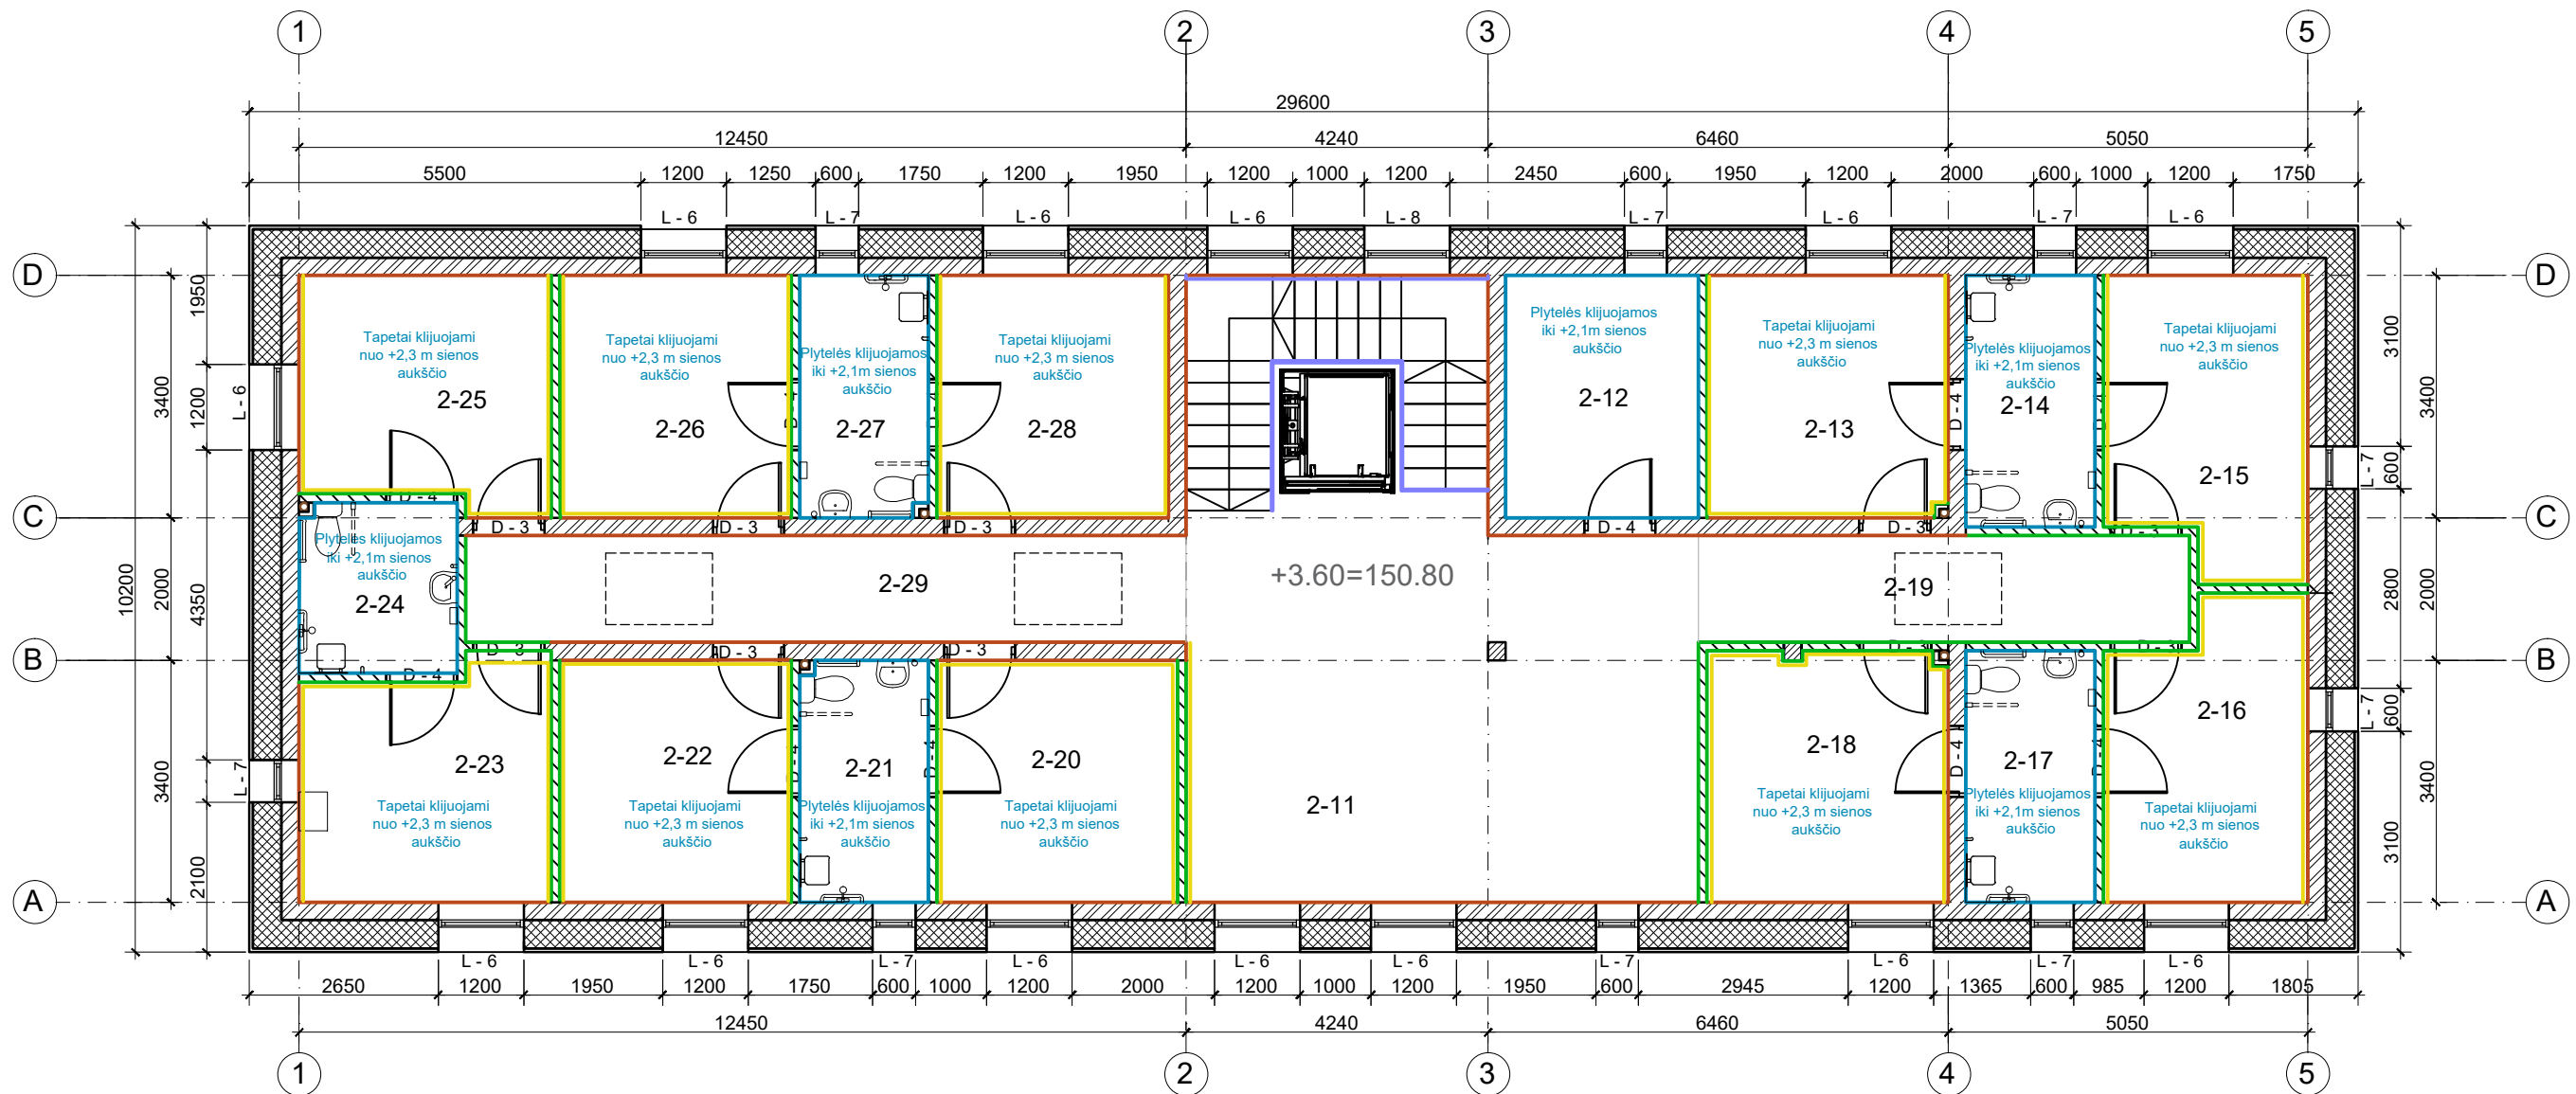 1 2 3 4 5
29600
12450 4240 6460 5050
5500 1200 1250 600 1750 1200 1950 1200 1000 1200 2450 600 1950 1200 2000 600 1000 1200 1750
L - 6 L - 7 L - 6 L - 6 L - 8 L - 7 L - 6 L - 7 L - 6
D D
C C
B B
A A
10200
3400 2000 3400
1950 1200 4350 2100
L - 6
L - 7
3100 600 2800 600 3100
3400 2000 3400
L - 7
L - 7
Tapetai klijuojami
nuo +2,3 m sienos
aukščio
2-25
Tapetai klijuojami
nuo +2,3 m sienos
aukščio
2-26
Plytelės klijuojamos
iki +2,1m sienos
aukščio
2-27
Tapetai klijuojami
nuo +2,3 m sienos
aukščio
2-28
Plytelės klijuojamos
iki +2,1m sienos
aukščio
2-12
Tapetai klijuojami
nuo +2,3 m sienos
aukščio
2-13
Plytelės klijuojamos
iki +2,1m sienos
aukščio
2-14
Tapetai klijuojami
nuo +2,3 m sienos
aukščio
2-15
D - 4 D - 4 D - 4 D - 4
D - 4 D - 3 D - 3 D - 3 D - 4 D - 3 D - 3
Plytelės klijuojamos
iki +2,1m sienos
aukščio
2-24
2-29
+3.60=150.80
2-19
D - 4 D - 3 D - 3 D - 3 D - 3 D - 3
2-23
Tapetai klijuojami
nuo +2,3 m sienos
aukščio
2-22
Tapetai klijuojami
nuo +2,3 m sienos
aukščio
2-21
Plytelės klijuojamos
iki +2,1m sienos
aukščio
2-20
Tapetai klijuojami
nuo +2,3 m sienos
aukščio
2-11
2-18
Tapetai klijuojami
nuo +2,3 m sienos
aukščio
2-17
Plytelės klijuojamos
iki +2,1m sienos
aukščio
2-16
Tapetai klijuojami
nuo +2,3 m sienos
aukščio
D - 4 D - 4 D - 4 D - 4
L - 6 L - 6 L - 7 L - 6 L - 6 L - 6 L - 7 L - 6 L - 7 L - 6
2650 1200 1950 1200 1750 600 1000 1200 2000 1200 1000 1200 1950 600 2945 1200 1365 600 985 1200 1805
12450 4240 6460 5050
1 2 3 4 5